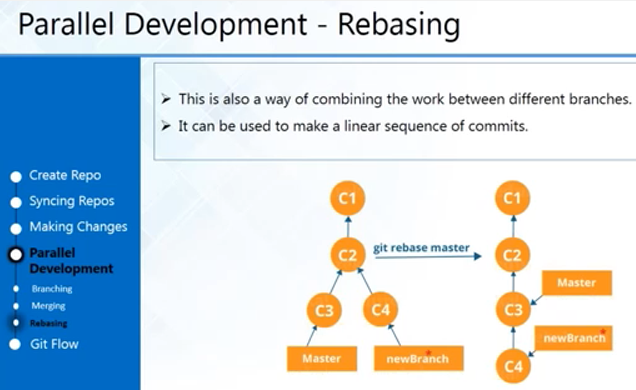 Parallel Development - Rebasing
➤ This is also a way of combining the work between different branches.
➤ It can be used to make a linear sequence of commits.
Create Repo
Syncing Repos
Making Changes
Parallel
Development
Branching
Merging
Rebasing
Git Flow
C1
C2
C3
C4
Master
newBranch*
git rebase master
C1
C2
C3
C4
Master
newBranch*